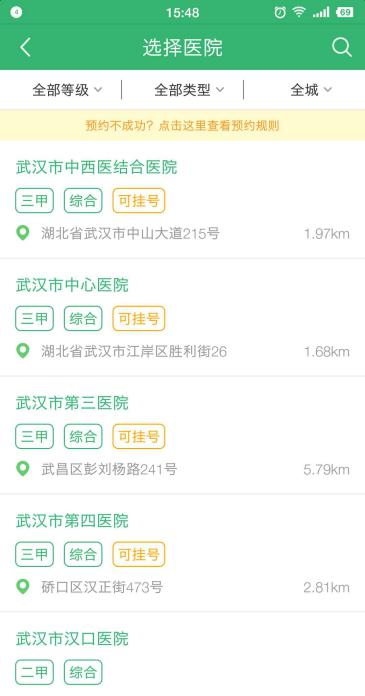 4 15:48 69
选择医院
全部等级 全部类型 全城
预约不成功？点击这里查看预约规则
武汉市中西医结合医院
三甲 综合 可挂号
湖北省武汉市中山大道215号 1.97km
武汉市中心医院
三甲 综合 可挂号
湖北省武汉市江岸区胜利街26 1.68km
武汉市第三医院
三甲 综合 可挂号
武昌区彭刘杨路241号 5.79km
武汉市第四医院
三甲 综合 可挂号
硚口区汉正街473号 2.81km
武汉市汉口医院
二甲 综合